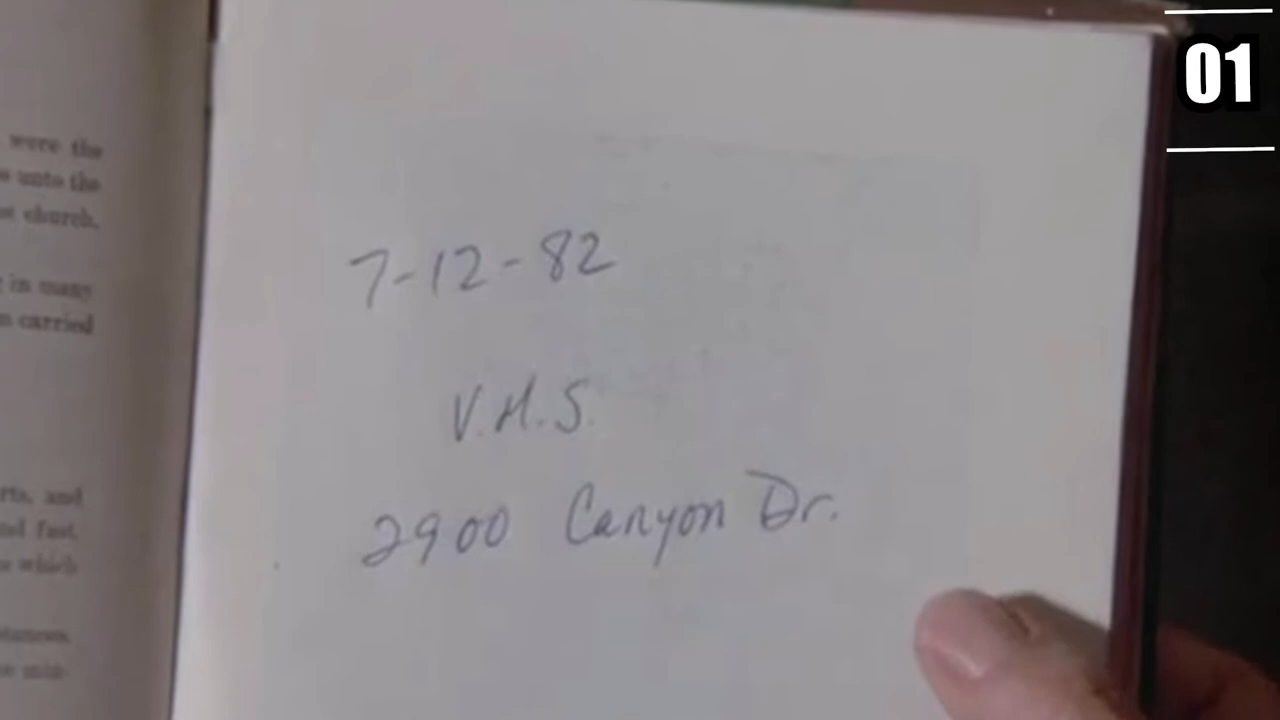 01
were the
unto the
church,
in many
carried
7-12-82
V.H.S.
2900 Canyon Dr.
and
fast,
which